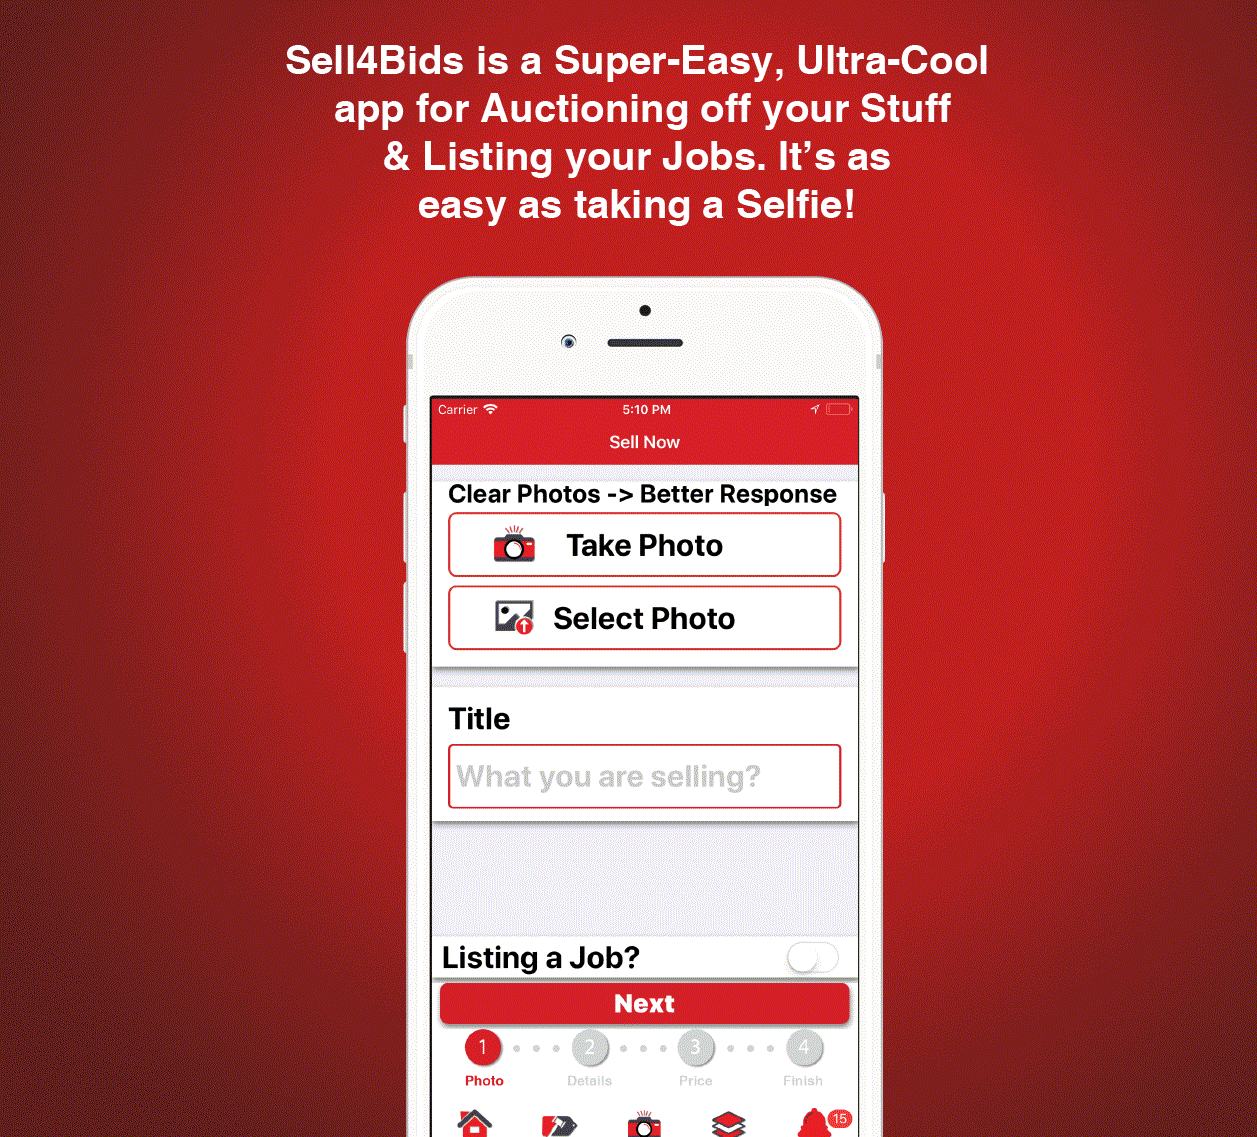 Sell4Bids is a Super-Easy, Ultra-Cool
app for Auctioning off your Stuff
& Listing your Jobs. It’s as
easy as taking a Selfie!
Carrier 5:10 PM
Sell Now
Clear Photos -> Better Response
Take Photo
Select Photo
Title
What you are selling?
Listing a Job?
Next
1 2 3 4
Photo Details Price Finish
15